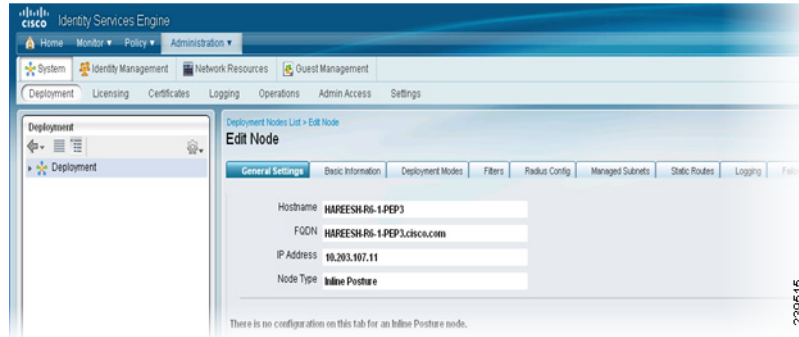 cisco Identity Services Engine
Home Monitor Policy Administration
System Identity Management Network Resources Guest Management
Deployment Licensing Certificates Logging Operations Admin Access Settings
Deployment
Deployment
Deployment Nodes List > Edit Node
Edit Node
General Settings Basic Information Deployment Modes Filters Radius Config Managed Subnets Static Routes Logging
Hostname HAREESH-R6-1-PEP3
FQDN HAREESH-R6-1-PEP3.cisco.com
IP Address 10.203.107.11
Node Type Inline Posture
There is no configuration on this tab for an Inline Posture node.